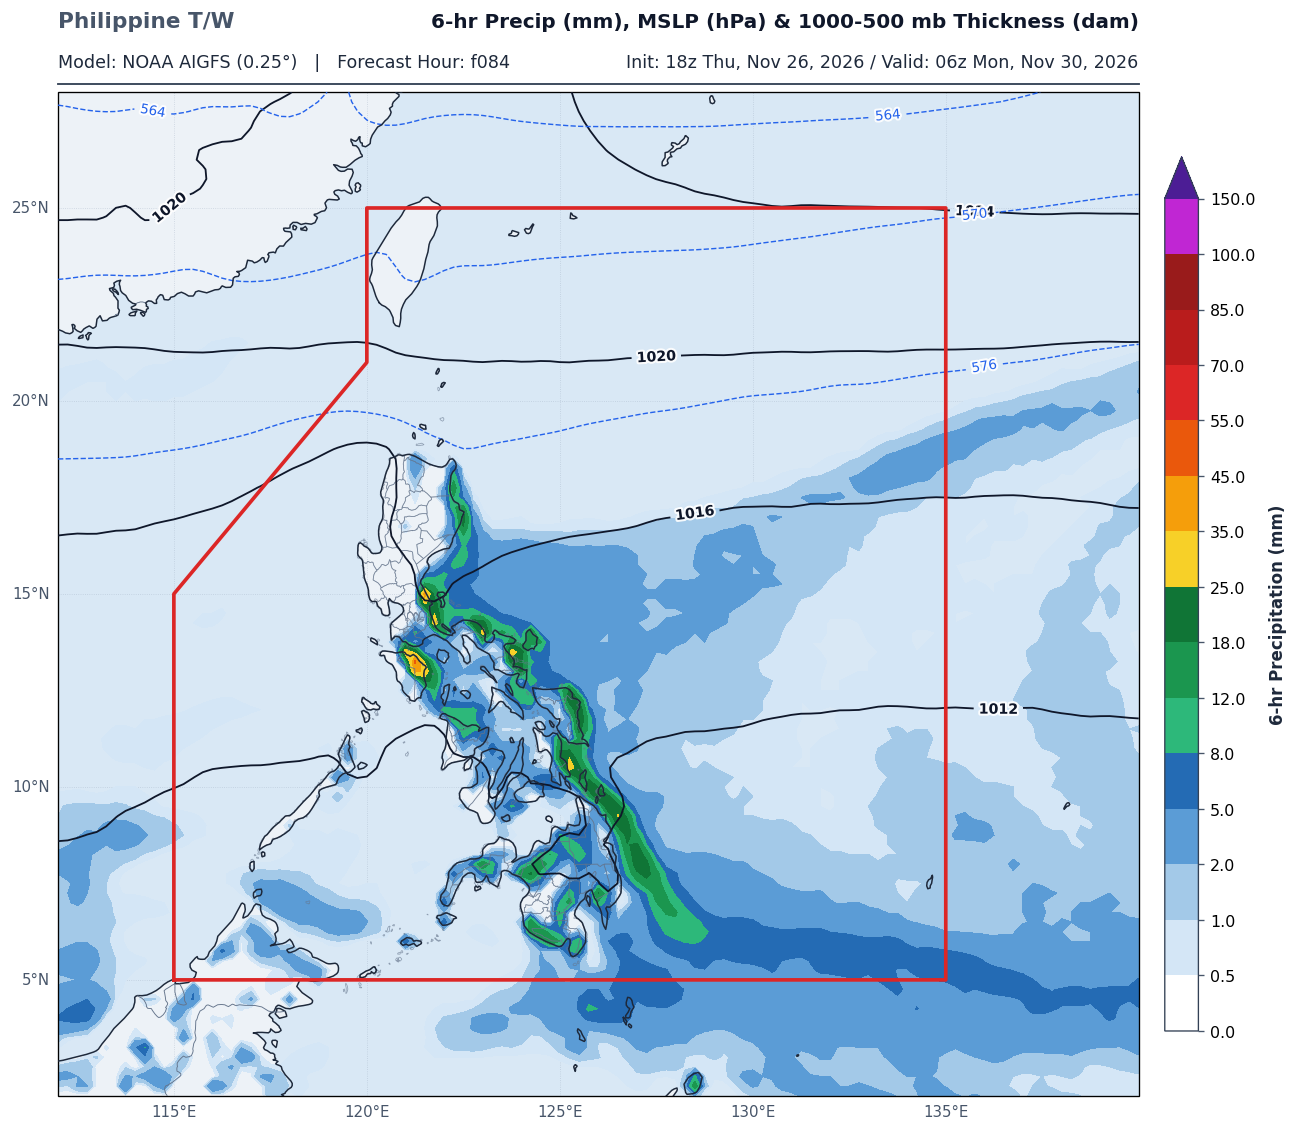 Philippine T/W
6-hr Precip (mm), MSLP (hPa) & 1000-500 mb Thickness (dam)
Model: NOAA AIGFS (0.25°) | Forecast Hour: f084
Init: 18z Thu, Nov 26, 2026 / Valid: 06z Mon, Nov 30, 2026
564
564
1020
570
1020
576
1016
1012
25°N
20°N
15°N
10°N
5°N
115°E
120°E
125°E
130°E
135°E
150.0
100.0
85.0
70.0
55.0
45.0
35.0
25.0
18.0
12.0
8.0
5.0
2.0
1.0
0.5
0.0
6-hr Precipitation (mm)